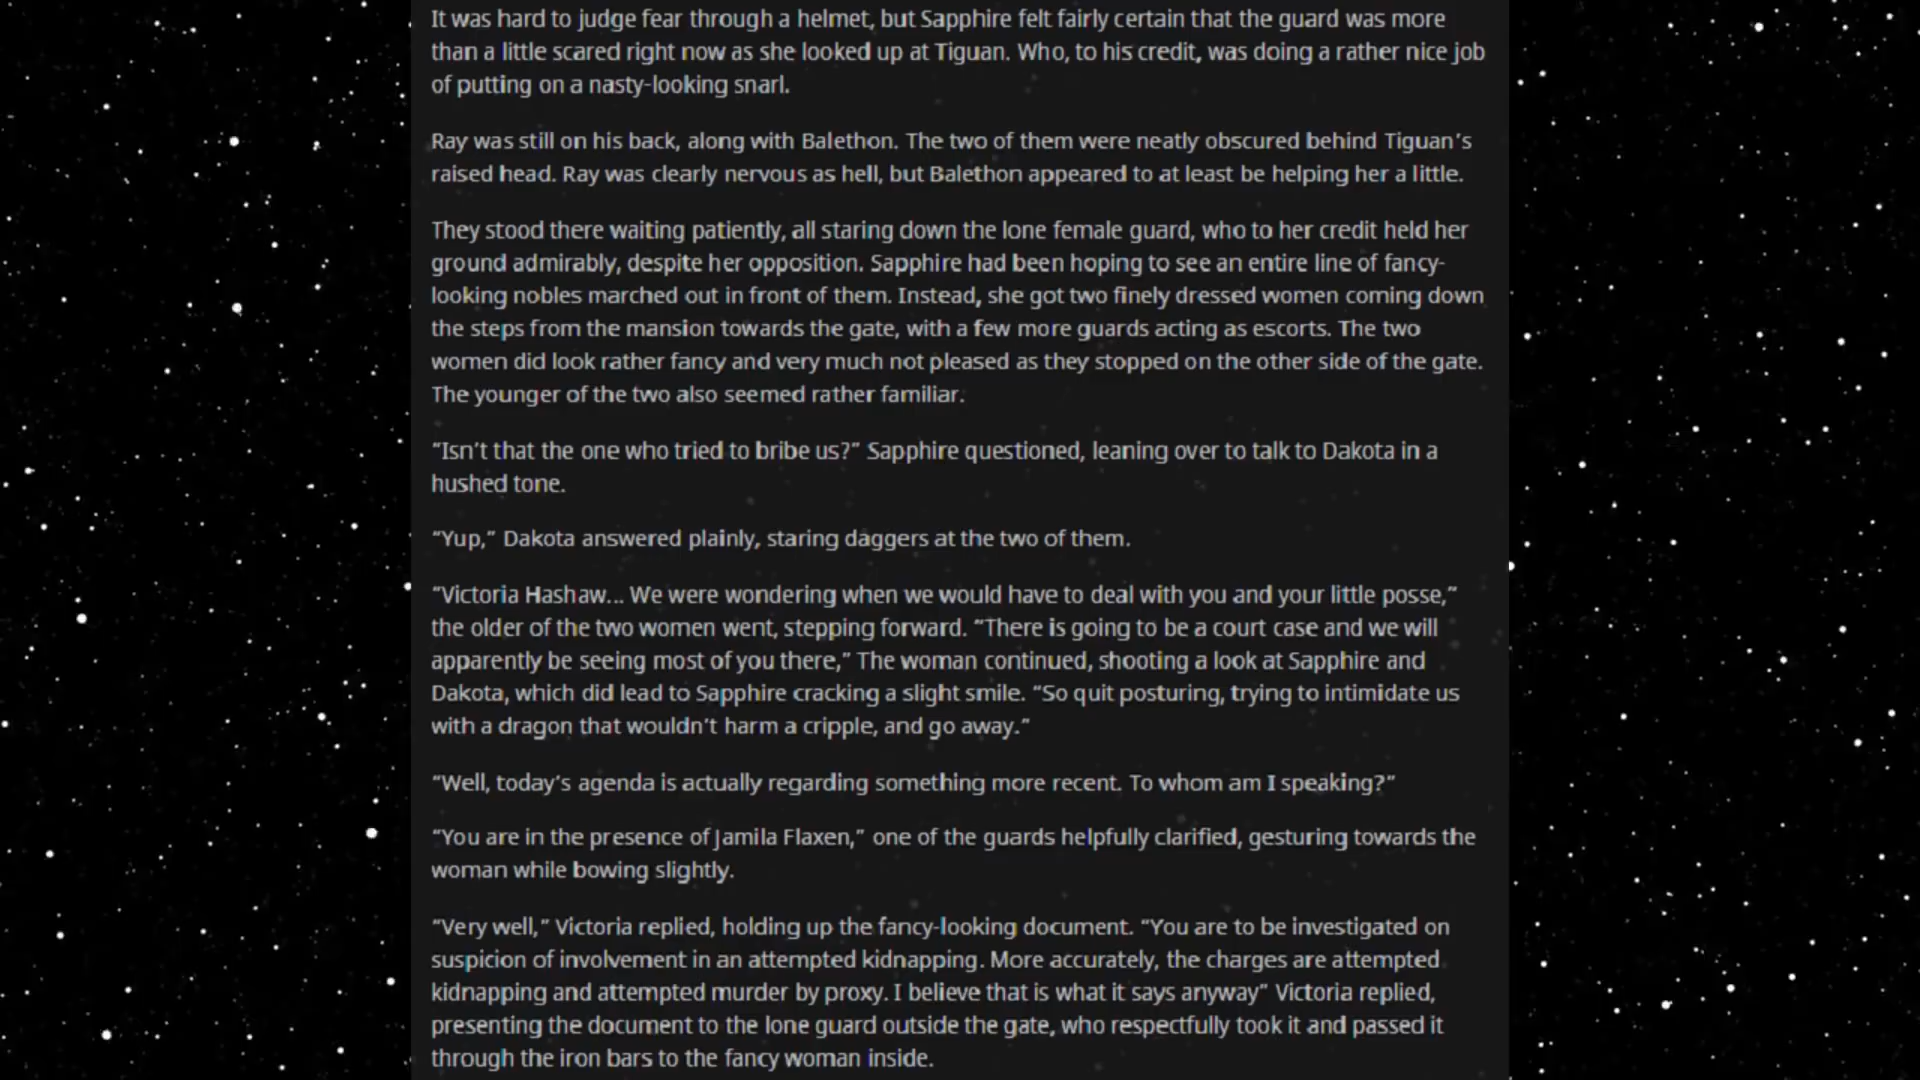 It was hard to judge fear through a helmet, but Sapphire felt fairly certain that the guard was more
than a little scared right now as she looked up at Tiguan. Who, to his credit, was doing a rather nice job
of putting on a nasty-looking snarl.
Ray was still on his back, along with Balethon. The two of them were neatly obscured behind Tiguan’s
raised head. Ray was clearly nervous as hell, but Balethon appeared to at least be helping her a little.
They stood there waiting patiently, all staring down the lone female guard, who to her credit held her
ground admirably, despite her opposition. Sapphire had been hoping to see an entire line of fancy-
looking nobles marched out in front of them. Instead, she got two finely dressed women coming down
the steps from the mansion towards the gate, with a few more guards acting as escorts. The two
women did look rather fancy and very much not pleased as they stopped on the other side of the gate.
The younger of the two also seemed rather familiar.
“Isn’t that the one who tried to bribe us?” Sapphire questioned, leaning over to talk to Dakota in a
hushed tone.
“Yup,” Dakota answered plainly, staring daggers at the two of them.
“Victoria Hashaw... We were wondering when we would have to deal with you and your little posse,”
the older of the two women went, stepping forward. “There is going to be a court case and we will
apparently be seeing most of you there,” The woman continued, shooting a look at Sapphire and
Dakota, which did lead to Sapphire cracking a slight smile. “So quit posturing, trying to intimidate us
with a dragon that wouldn’t harm a cripple, and go away.”
“Well, today’s agenda is actually regarding something more recent. To whom am I speaking?”
“You are in the presence of Jamila Flaxen,” one of the guards helpfully clarified, gesturing towards the
woman while bowing slightly.
“Very well,” Victoria replied, holding up the fancy-looking document. “You are to be investigated on
suspicion of involvement in an attempted kidnapping. More accurately, the charges are attempted
kidnapping and attempted murder by proxy. I believe that is what it says anyway” Victoria replied,
presenting the document to the lone guard outside the gate, who respectfully took it and passed it
through the iron bars to the fancy woman inside.